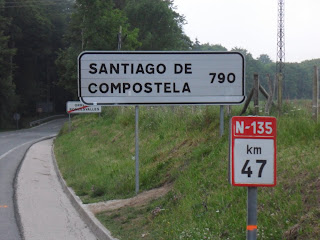 SANTIAGO DE
COMPOSTELA 790
N-135
km
47